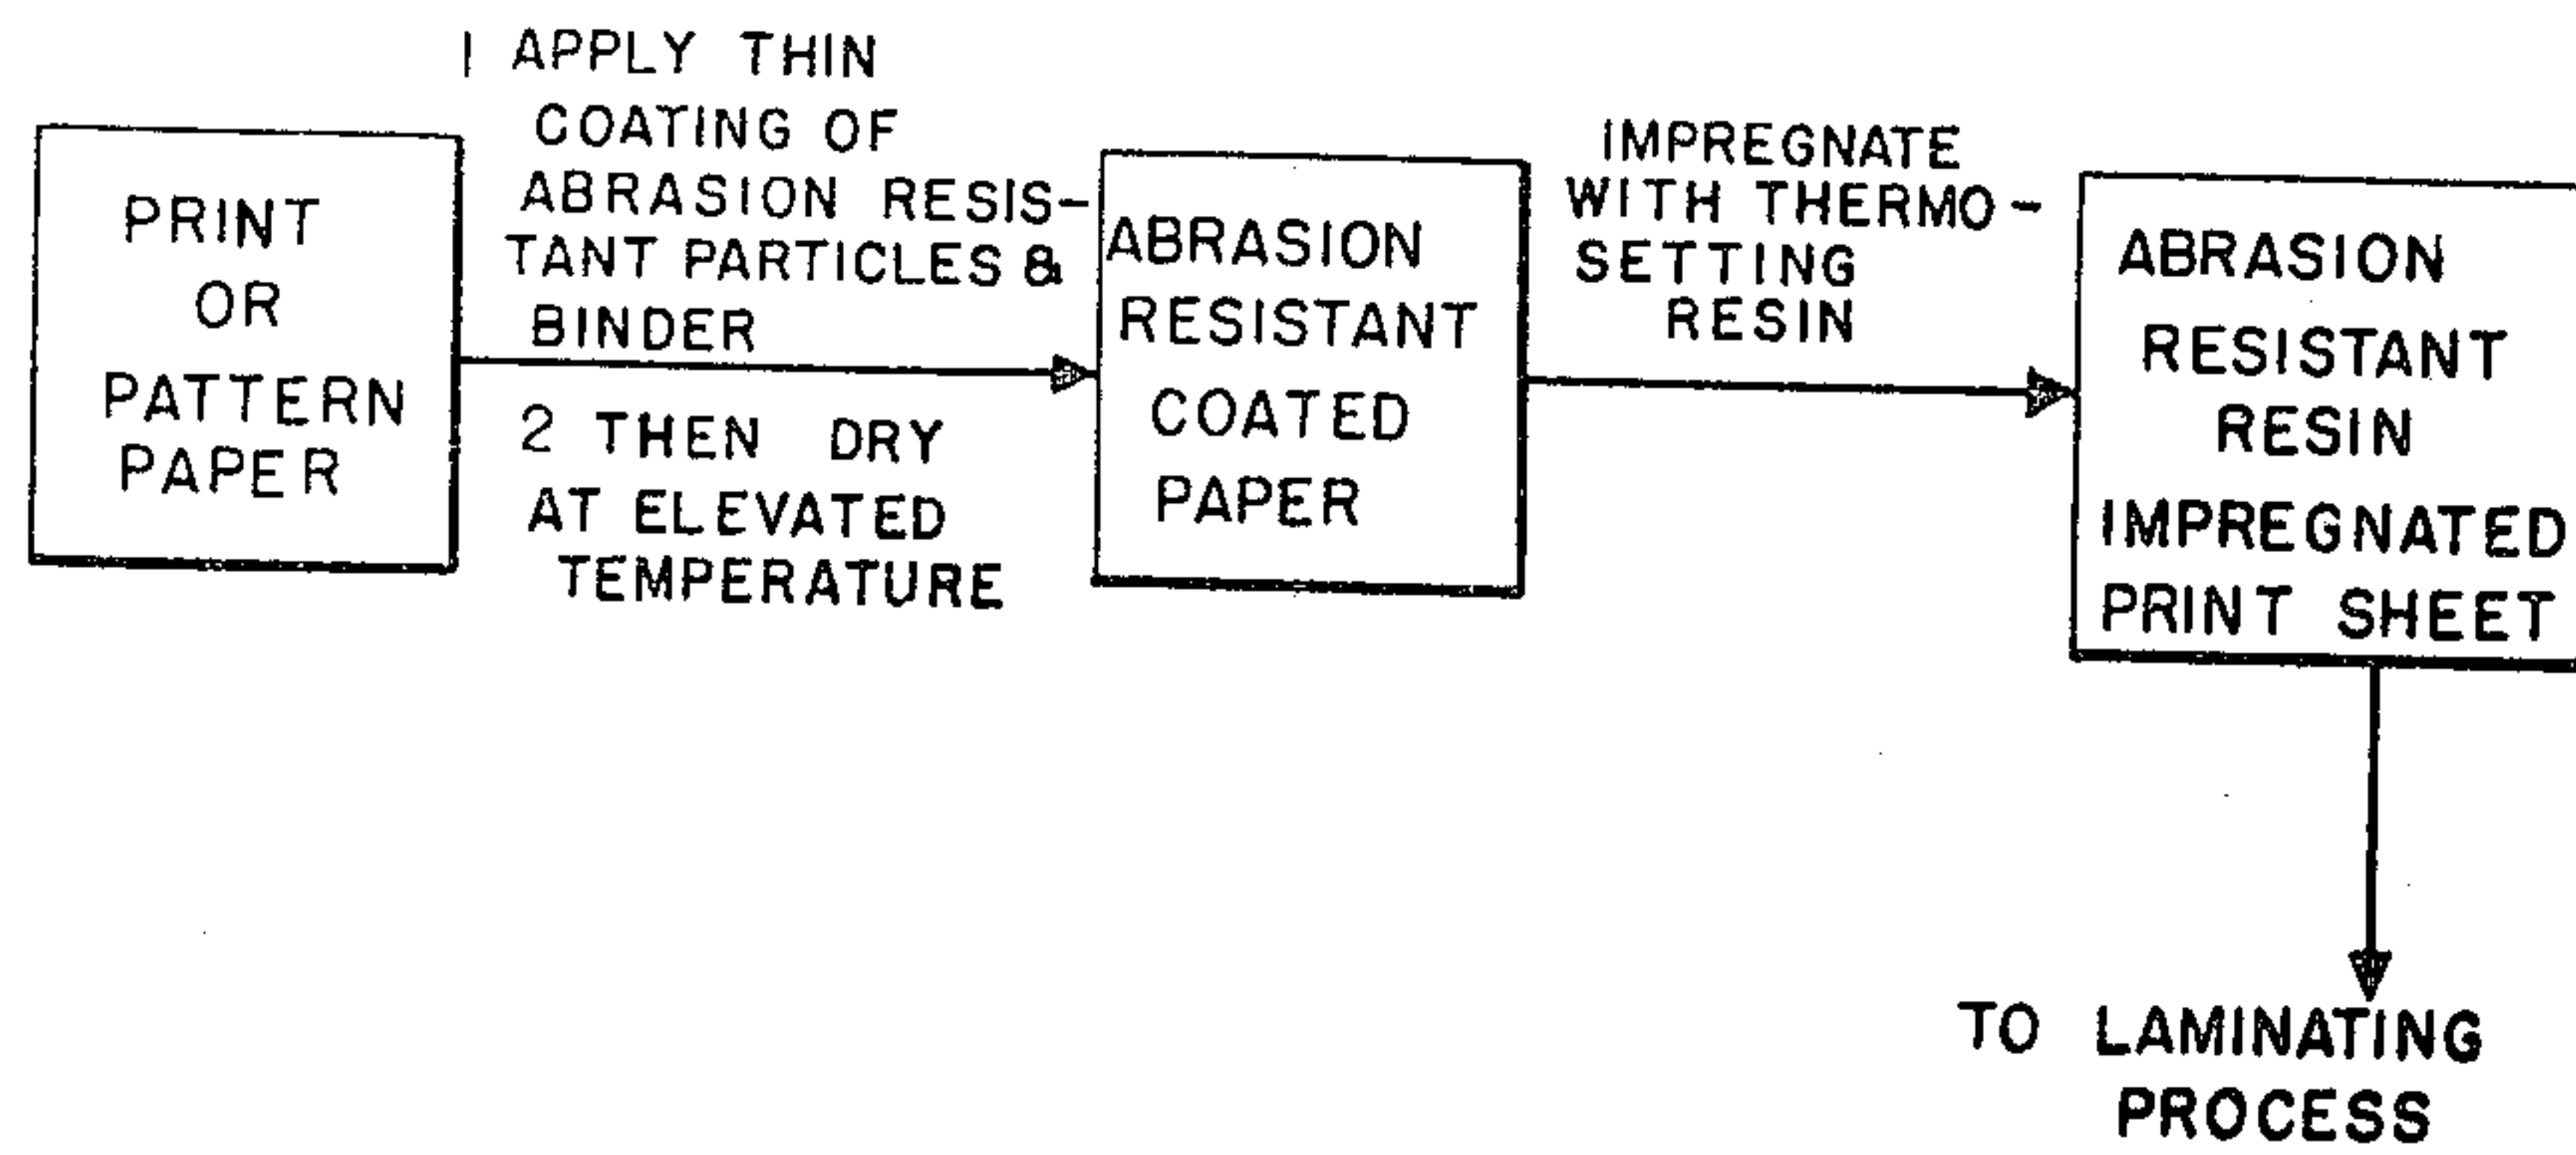 PRINT
OR
PATTERN
PAPER
1 APPLY THIN
COATING OF
ABRASION RESIS-
TANT PARTICLES &
BINDER
2 THEN DRY
AT ELEVATED
TEMPERATURE
ABRASION
RESISTANT
COATED
PAPER
IMPREGNATE
WITH THERMO-
SETTING
RESIN
ABRASION
RESISTANT
RESIN
IMPREGNATED
PRINT SHEET
TO LAMINATING
PROCESS